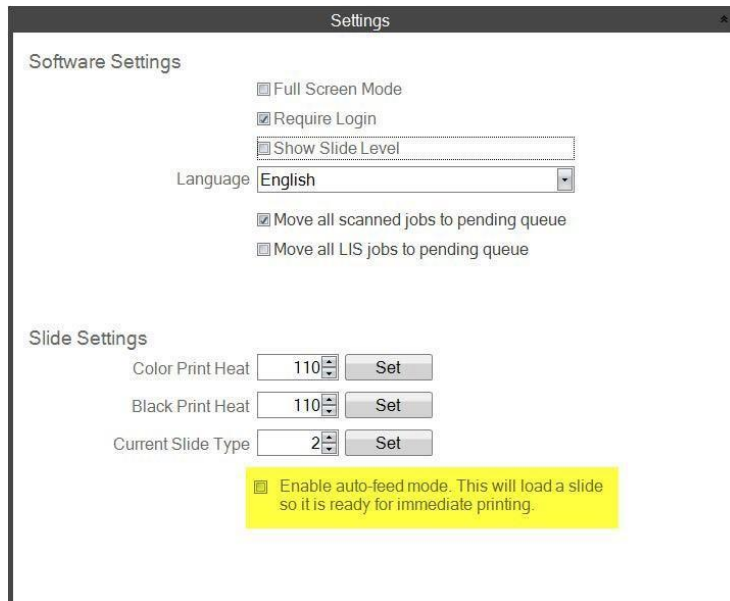 Settings
Software Settings
Full Screen Mode
Require Login
Show Slide Level
Language English
Move all scanned jobs to pending queue
Move all LIS jobs to pending queue
Slide Settings
Color Print Heat 110 Set
Black Print Heat 110 Set
Current Slide Type 2 Set
Enable auto-feed mode. This will load a slide
so it is ready for immediate printing.